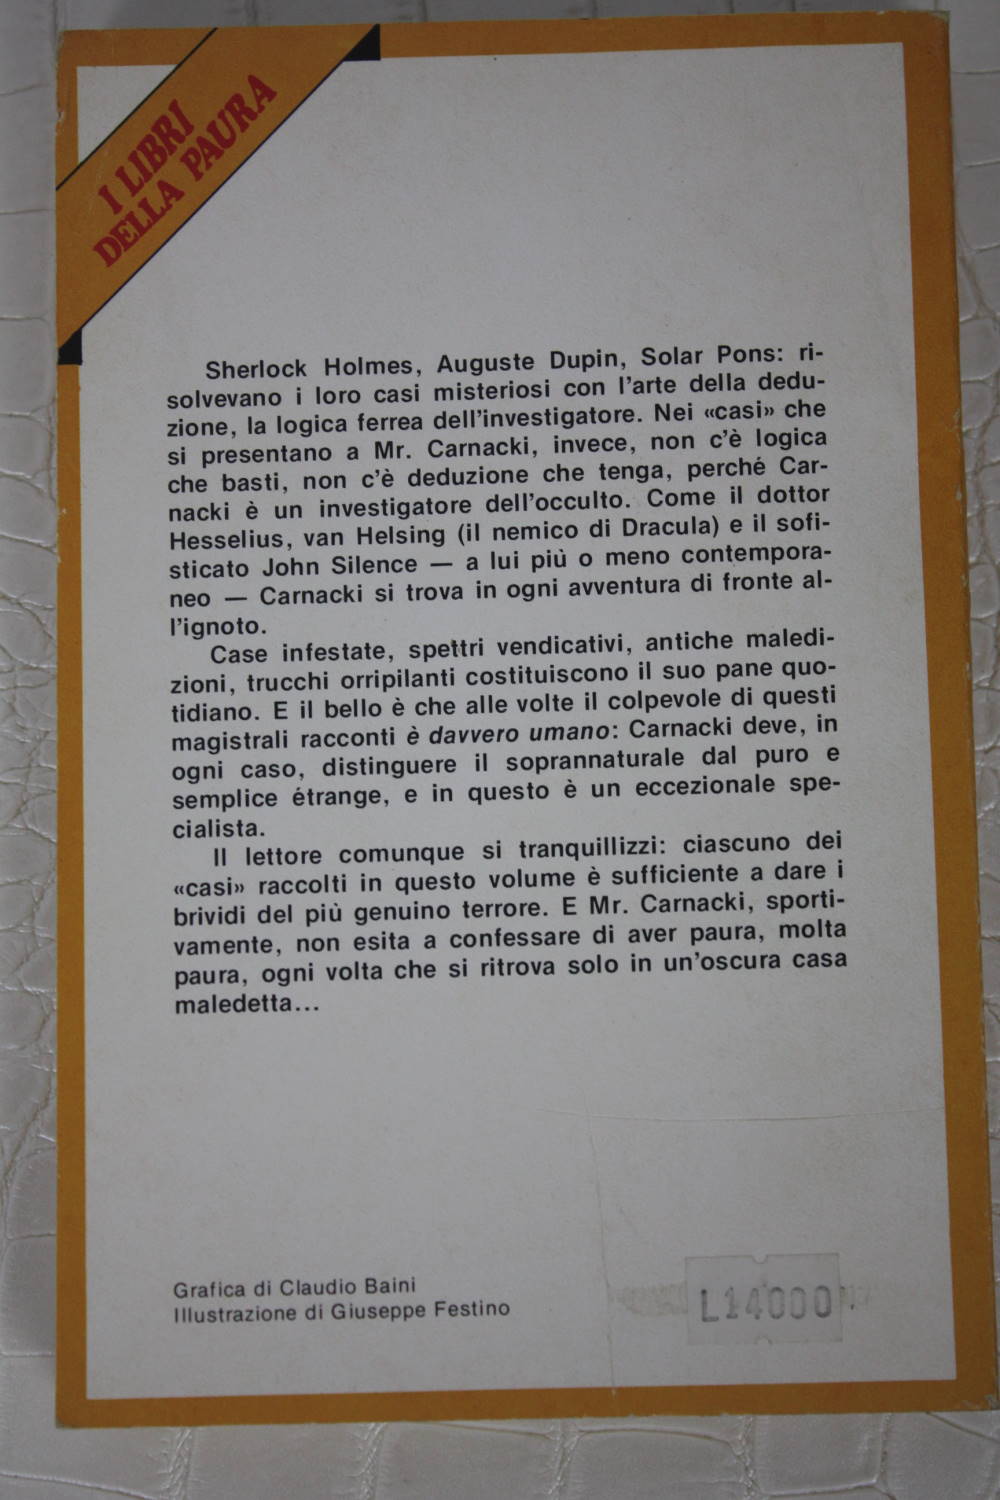 I LIBRI
DELLA PAURA
Sherlock Holmes, Auguste Dupin, Solar Pons: ri-
solvevano i loro casi misteriosi con l'arte della dedu-
zione, la logica ferrea dell'investigatore. Nei «casi» che
si presentano a Mr. Carnacki, invece, non c'è logica
che basti, non c'è deduzione che tenga, perché Car-
nacki è un investigatore dell'occulto. Come il dottor
Hesselius, van Helsing (il nemico di Dracula) e il sofi-
sticato John Silence — a lui più o meno contempora-
neo — Carnacki si trova in ogni avventura di fronte al-
l'ignoto.
Case infestate, spettri vendicativi, antiche maledi-
zioni, trucchi orripilanti costituiscono il suo pane quo-
tidiano. E il bello è che alle volte il colpevole di questi
magistrali racconti è davvero umano: Carnacki deve, in
ogni caso, distinguere il soprannaturale dal puro e
semplice étrange, e in questo è un eccezionale spe-
cialista.
Il lettore comunque si tranquillizzi: ciascuno dei
«casi» raccolti in questo volume è sufficiente a dare i
brividi del più genuino terrore. E Mr. Carnacki, sporti-
vamente, non esita a confessare di aver paura, molta
paura, ogni volta che si ritrova solo in un'oscura casa
maledetta...
Grafica di Claudio Baini
Illustrazione di Giuseppe Festino
L14000